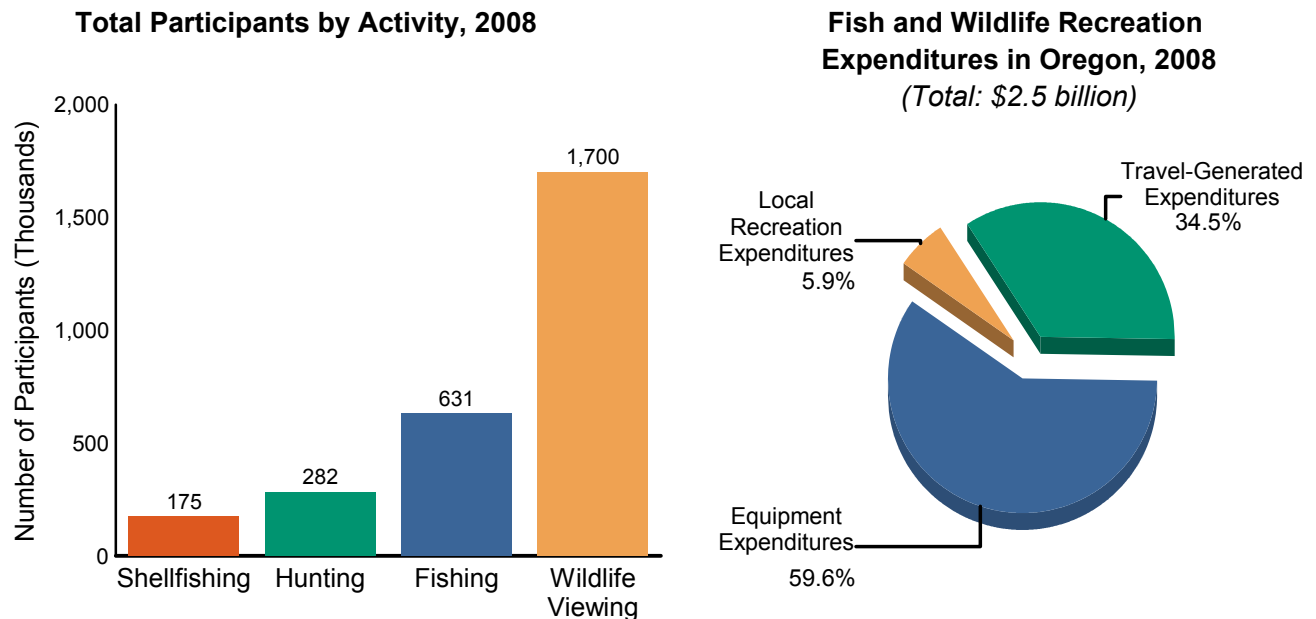 Total Participants by Activity, 2008
Number of Participants (Thousands)
2,000
1,500
1,000
500
0
175
282
631
1,700
Shellfishing
Hunting
Fishing
Wildlife
Viewing
Fish and Wildlife Recreation
Expenditures in Oregon, 2008
(Total: $2.5 billion)
Travel-Generated
Expenditures
34.5%
Local
Recreation
Expenditures
5.9%
Equipment
Expenditures
59.6%